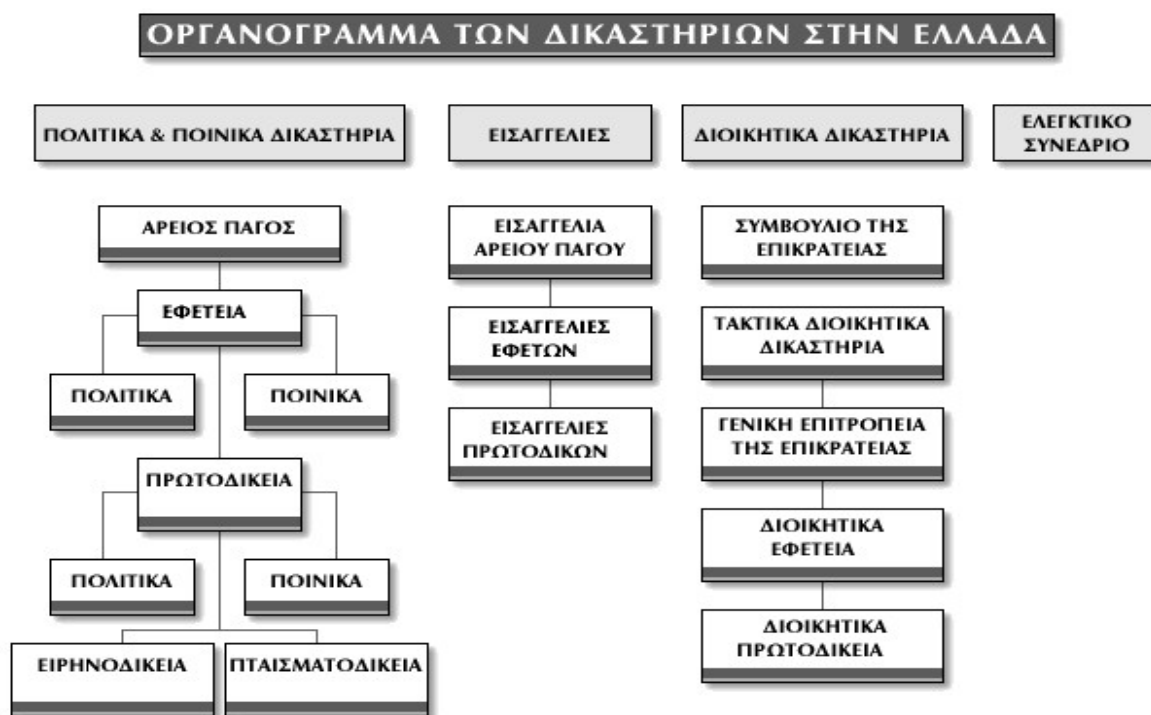 ΟΡΓΑΝΟΓΡΑΜΜΑ ΤΩΝ ΔΙΚΑΣΤΗΡΙΩΝ ΣΤΗΝ ΕΛΛΑΔΑ
ΠΟΛΙΤΙΚΑ & ΠΟΙΝΙΚΑ ΔΙΚΑΣΤΗΡΙΑ
ΑΡΕΙΟΣ ΠΑΓΟΣ
ΕΦΕΤΕΙΑ
ΠΟΛΙΤΙΚΑ
ΠΟΙΝΙΚΑ
ΠΡΩΤΟΔΙΚΕΙΑ
ΠΟΛΙΤΙΚΑ
ΠΟΙΝΙΚΑ
ΕΙΡΗΝΟΔΙΚΕΙΑ
ΠΤΑΙΣΜΑΤΟΔΙΚΕΙΑ
ΕΙΣΑΓΓΕΛΙΕΣ
ΕΙΣΑΓΓΕΛΙΑ
ΑΡΕΙΟΥ ΠΑΓΟΥ
ΕΙΣΑΓΓΕΛΙΕΣ
ΕΦΕΤΩΝ
ΕΙΣΑΓΓΕΛΙΕΣ
ΠΡΩΤΟΔΙΚΩΝ
ΔΙΟΙΚΗΤΙΚΑ ΔΙΚΑΣΤΗΡΙΑ
ΣΥΜΒΟΥΛΙΟ ΤΗΣ
ΕΠΙΚΡΑΤΕΙΑΣ
ΤΑΚΤΙΚΑ ΔΙΟΙΚΗΤΙΚΑ
ΔΙΚΑΣΤΗΡΙΑ
ΓΕΝΙΚΗ ΕΠΙΤΡΟΠΕΙΑ
ΤΗΣ ΕΠΙΚΡΑΤΕΙΑΣ
ΔΙΟΙΚΗΤΙΚΑ
ΕΦΕΤΕΙΑ
ΔΙΟΙΚΗΤΙΚΑ
ΠΡΩΤΟΔΙΚΕΙΑ
ΕΛΕΓΚΤΙΚΟ
ΣΥΝΕΔΡΙΟ